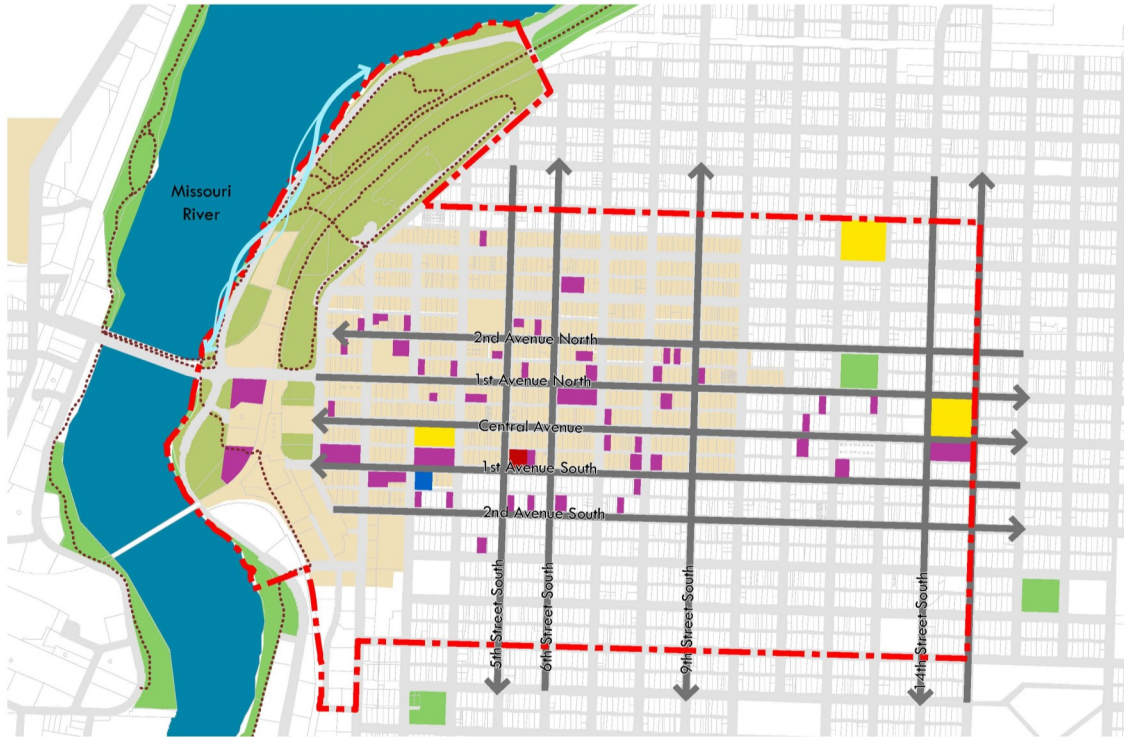 Missouri
River
2nd Avenue North
1st Avenue North
Central Avenue
1st Avenue South
2nd Avenue South
5th Street South
6th Street South
9th Street South
14th Street South